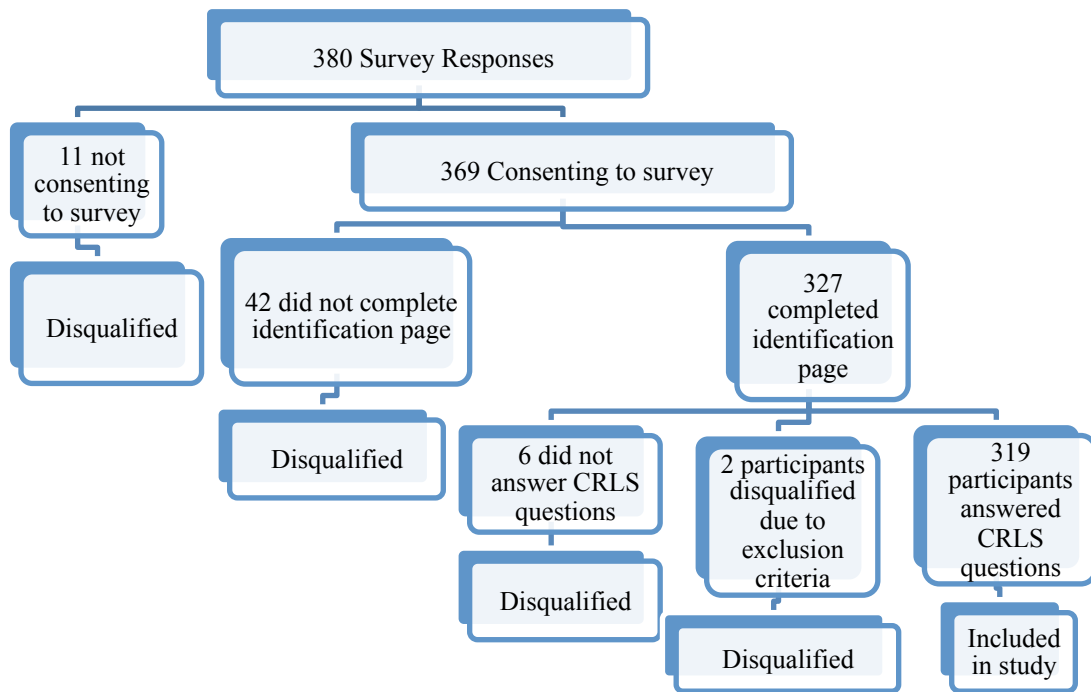 380 Survey Responses
11 not
consenting
to survey
369 Consenting to survey
Disqualified
42 did not complete
identification page
327
completed
identification
page
Disqualified
6 did not
answer CRLS
questions
2 participants
disqualified
due to
exclusion
criteria
319
participants
answered
CRLS
questions
Disqualified
Disqualified
Included
in study